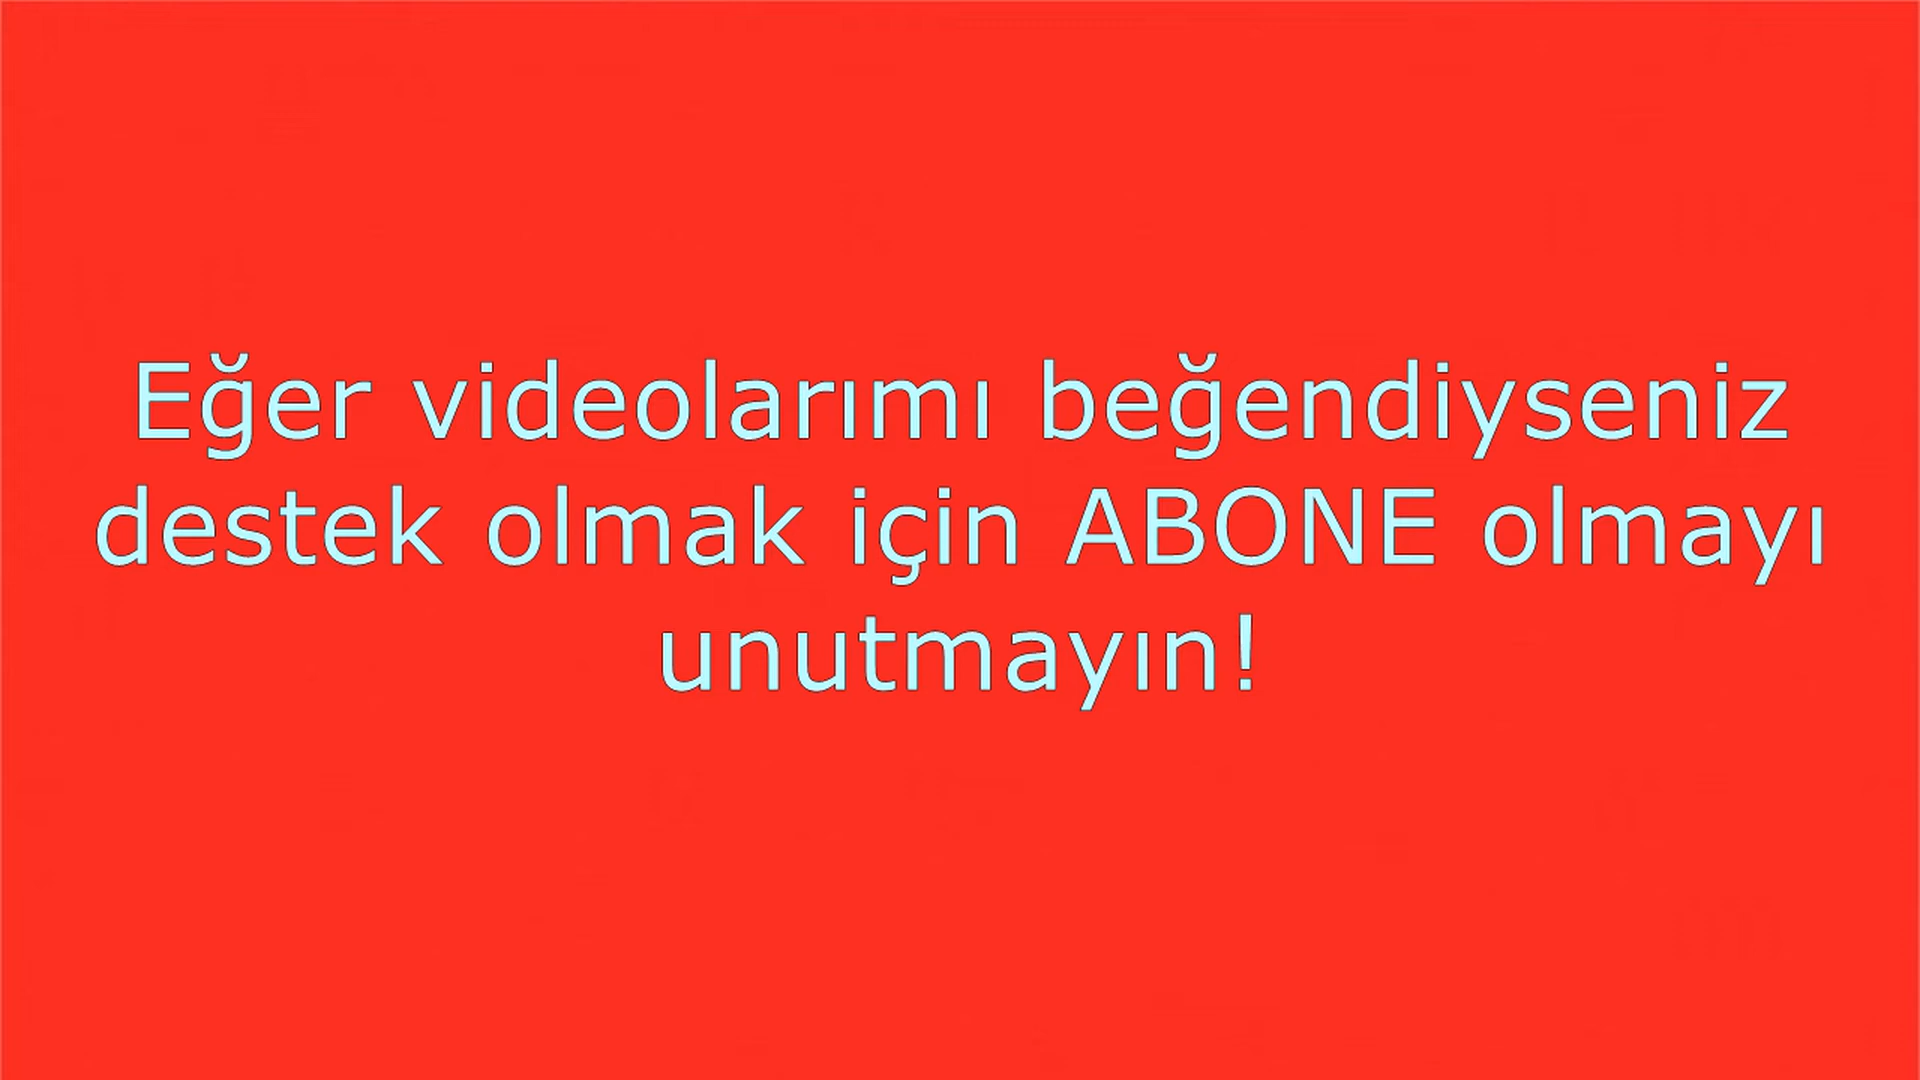 Eğer videolarımı beğendiyseniz
destek olmak için ABONE olmayı
unutmayın!